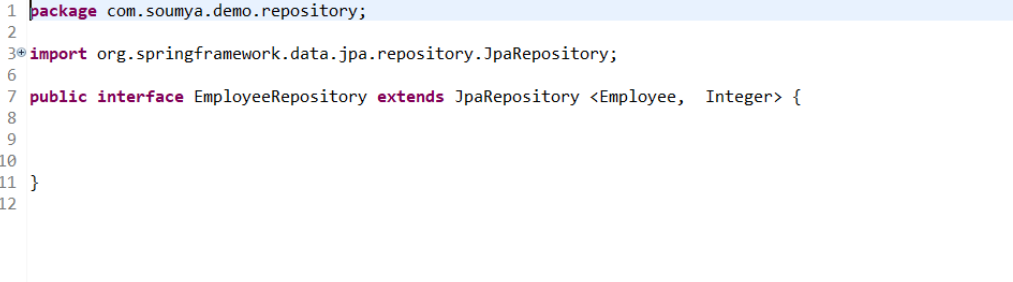 1 package com.soumya.demo.repository;
2
3 import org.springframework.data.jpa.repository.JpaRepository;
6
7 public interface EmployeeRepository extends JpaRepository <Employee,  Integer> {
8
9
10
11 }
12